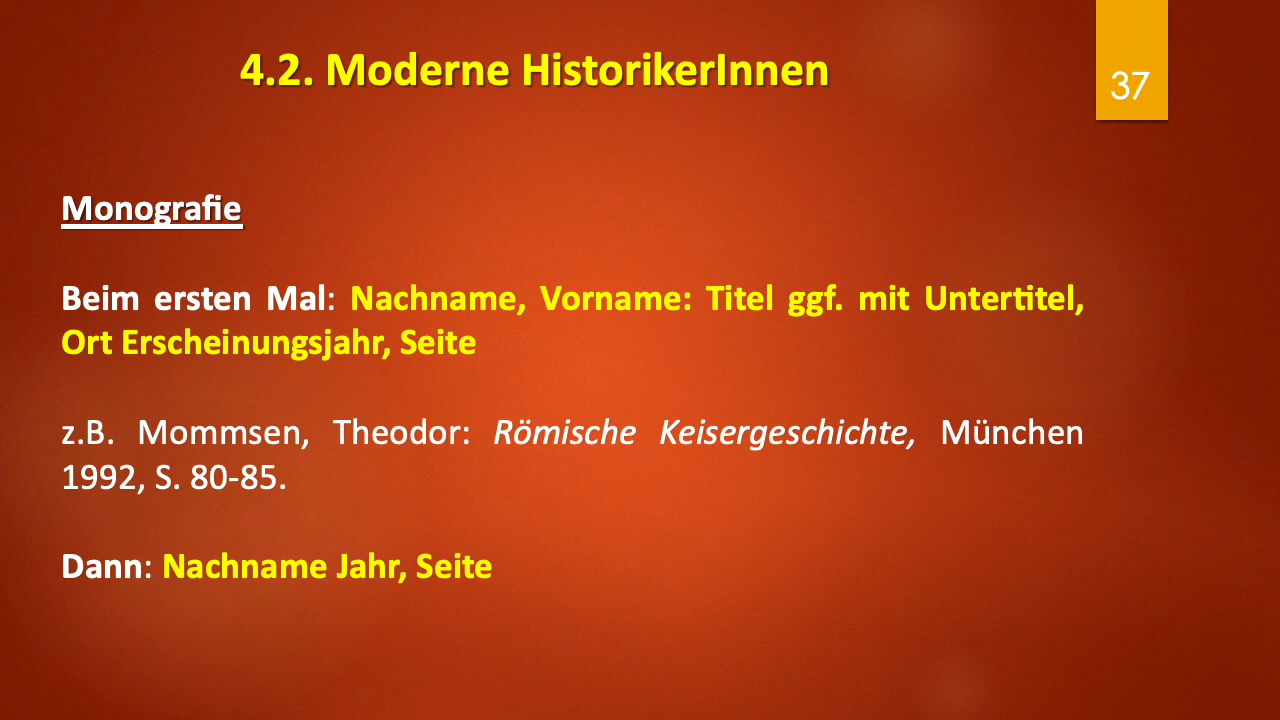 4.2. Moderne HistorikerInnen
37
Monografie
Beim ersten Mal: Nachname, Vorname: Titel ggf. mit Untertitel,
Ort Erscheinungsjahr, Seite
z.B. Mommsen, Theodor: Römische Keisergeschichte, München
1992, S. 80-85.
Dann: Nachname Jahr, Seite